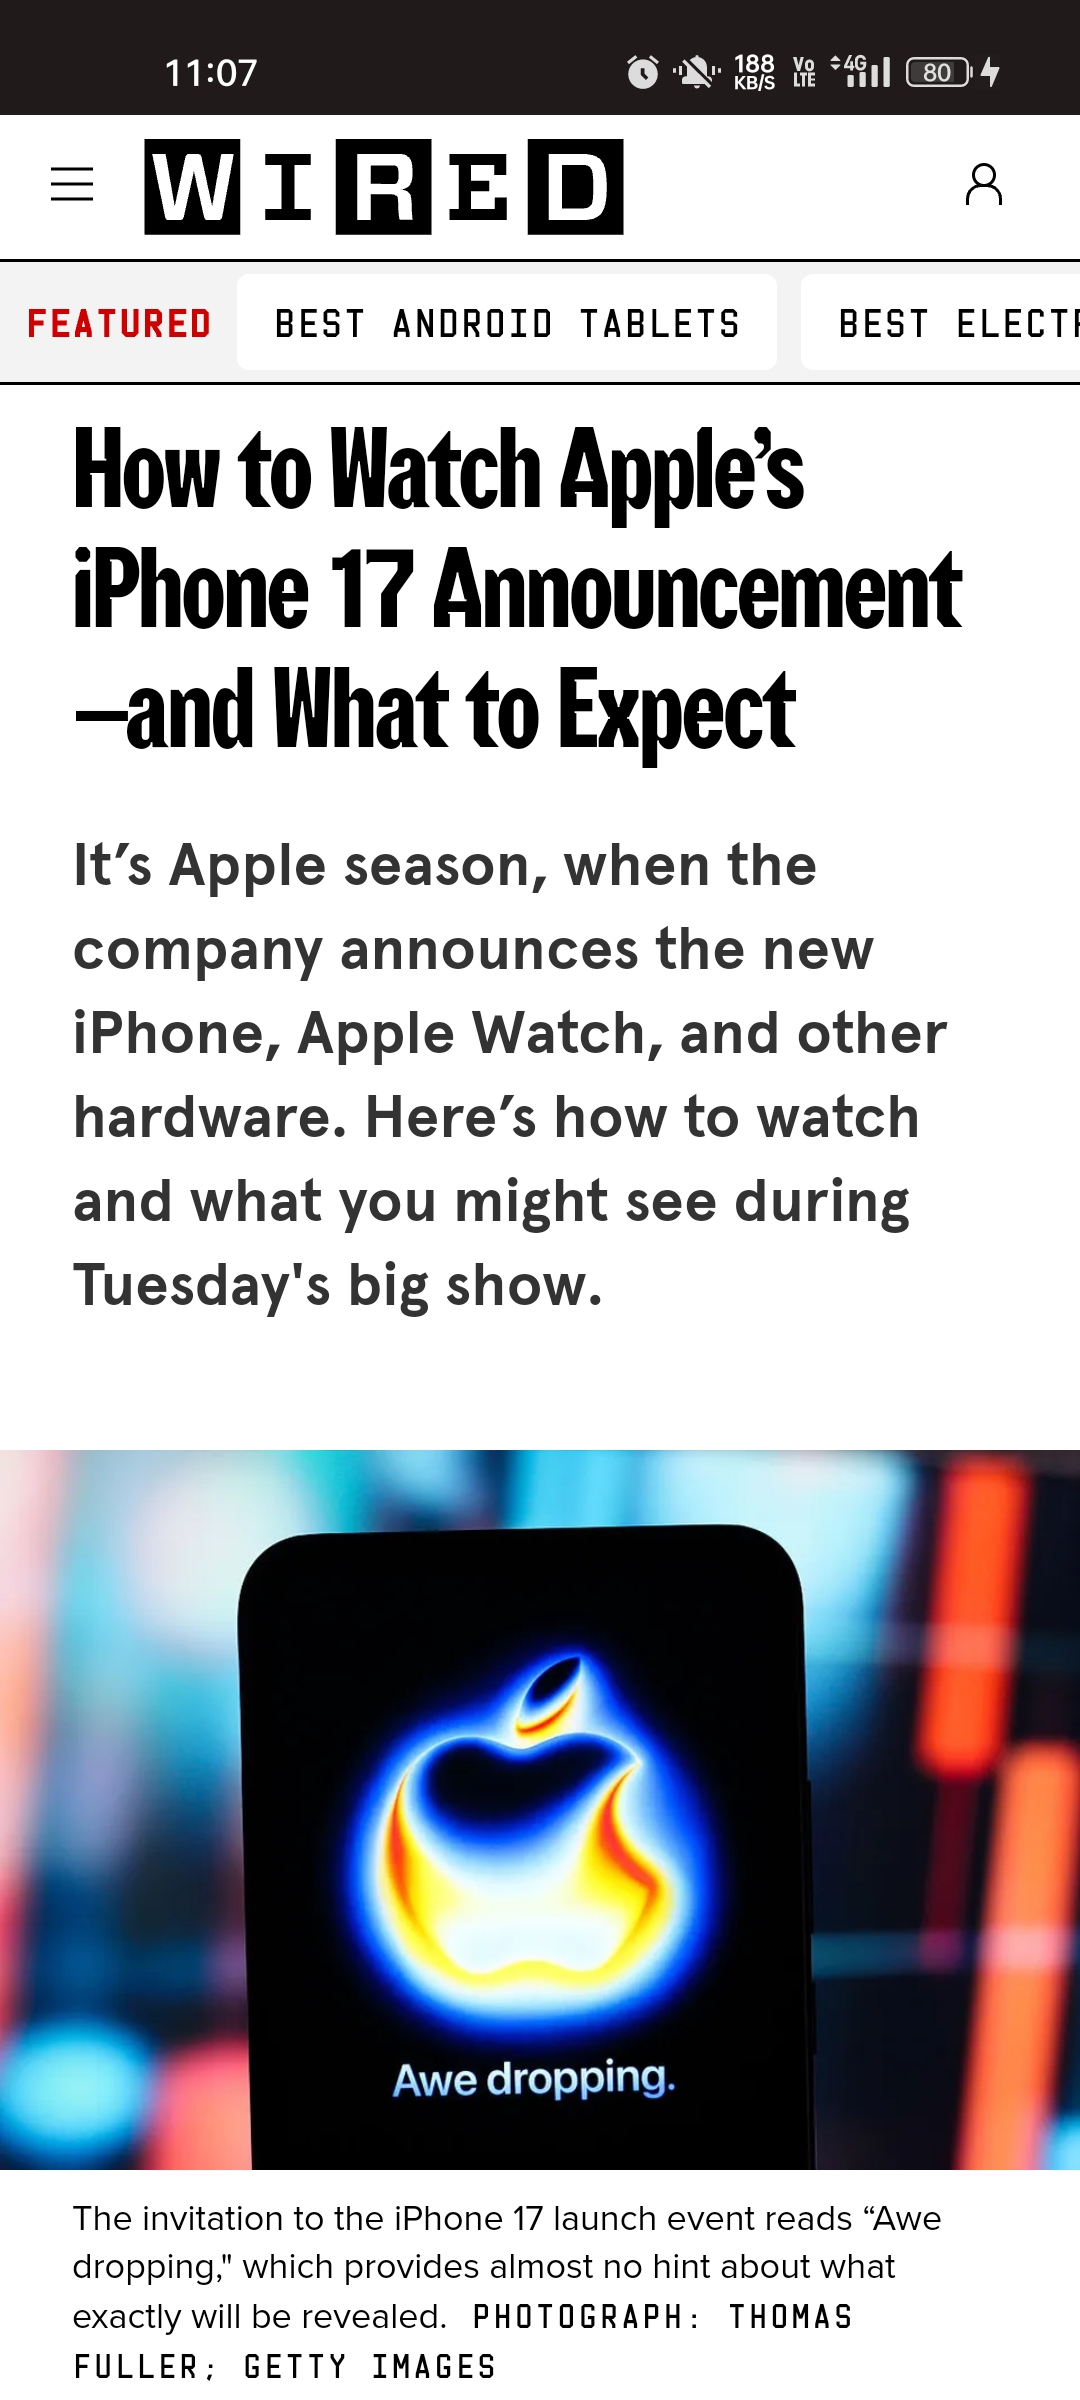 11:07
188
KB/S
Vo
LTE
4G
80
WIRED
FEATURED
BEST ANDROID TABLETS
BEST
How to Watch Apple’s
iPhone 17 Announcement
—and What to Expect
It’s Apple season, when the
company announces the new
iPhone, Apple Watch, and other
hardware. Here’s how to watch
and what you might see during
Tuesday's big show.
Awe dropping.
The invitation to the iPhone 17 launch event reads “Awe
dropping," which provides almost no hint about what
exactly will be revealed. PHOTOGRAPH: THOMAS
FULLER; GETTY IMAGES